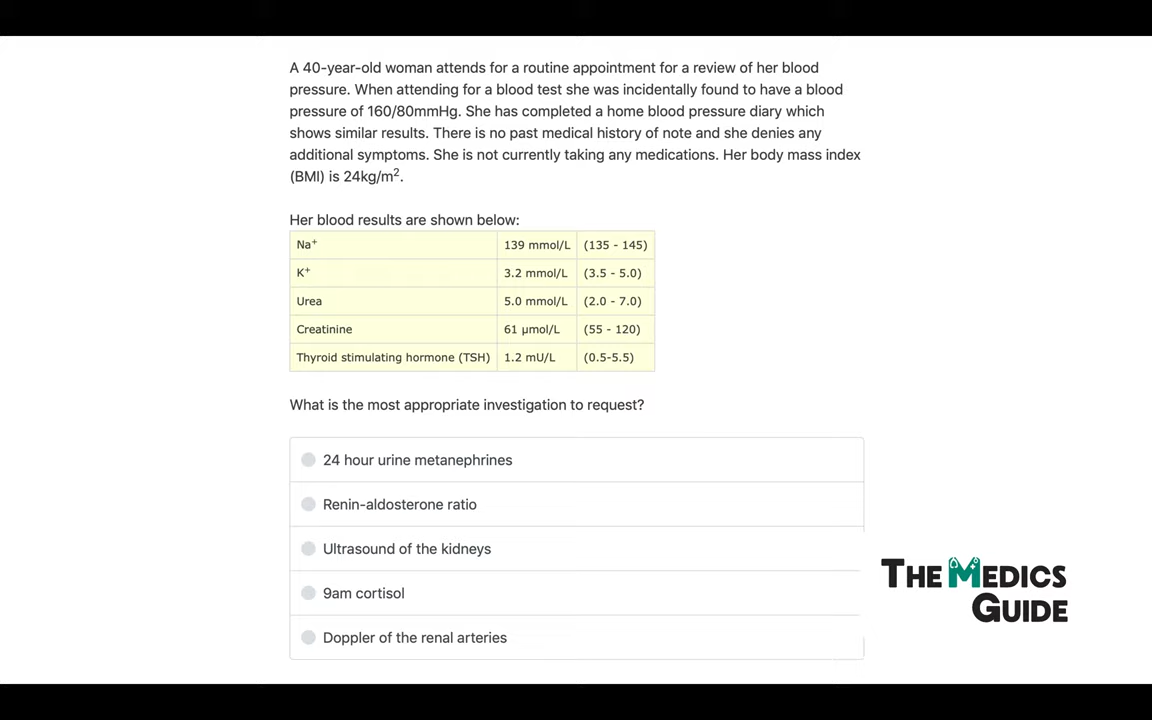 A 40-year-old woman attends for a routine appointment for a review of her blood
pressure. When attending for a blood test she was incidentally found to have a blood
pressure of 160/80mmHg. She has completed a home blood pressure diary which
shows similar results. There is no past medical history of note and she denies any
additional symptoms. She is not currently taking any medications. Her body mass index
(BMI) is 24kg/m².
Her blood results are shown below:
Na⁺ 139 mmol/L (135 - 145)
K⁺ 3.2 mmol/L (3.5 - 5.0)
Urea 5.0 mmol/L (2.0 - 7.0)
Creatinine 61 µmol/L (55 - 120)
Thyroid stimulating hormone (TSH) 1.2 mU/L (0.5-5.5)
What is the most appropriate investigation to request?
24 hour urine metanephrines
Renin-aldosterone ratio
Ultrasound of the kidneys
9am cortisol
Doppler of the renal arteries
THE MEDICS
GUIDE